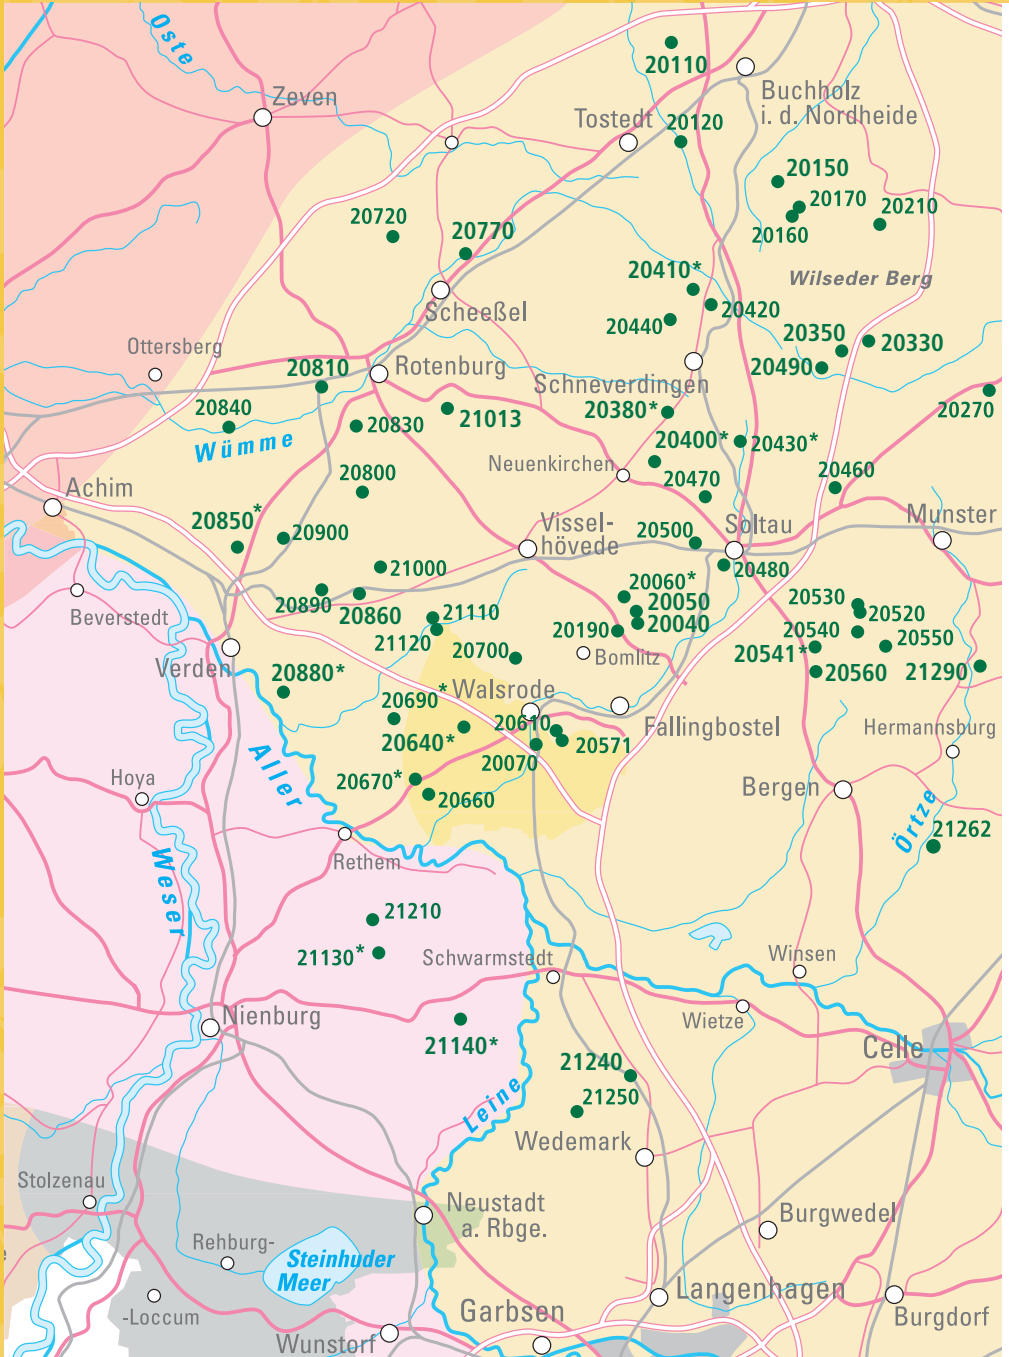 Oste
20110
Buchholz
i. d. Nordheide
Zeven
Tostedt
20120
20150
20170
20210
20160
20720
20770
20410*
Wilseder Berg
Scheeßel
20420
20440
20350
20330
Ottersberg
20810
Rotenburg
20490
Schneverdingen
20270
20840
20830
21013
20380*
Wümme
20400*
20430*
Neuenkirchen
20460
20800
20470
Achim
20850*
20900
Vissel-
hövede
20500
Soltau
Munster
21000
20480
20890
20860
20060*
20050
20040
20530
20520
Beverstedt
21110
21120
20190
20540
20550
Verden
20700
Bomlitz
20541*
20560
21290
20880*
20690*
Walsrode
20610
Fallingbostel
Hermannsburg
20640*
20571
20070
Aller
Hoya
20670*
20660
Bergen
Örtze
21262
Weser
Rethem
21210
21130*
Schwarmstedt
Winsen
Nienburg
Wietze
21140*
Celle
21240
21250
Leine
Wedemark
Stolzenau
Neustadt
a. Rbge.
Burgwedel
Rehburg-
Steinhuder
Meer
Langenhagen
-Loccum
Garbsen
Burgdorf
Wunstorf